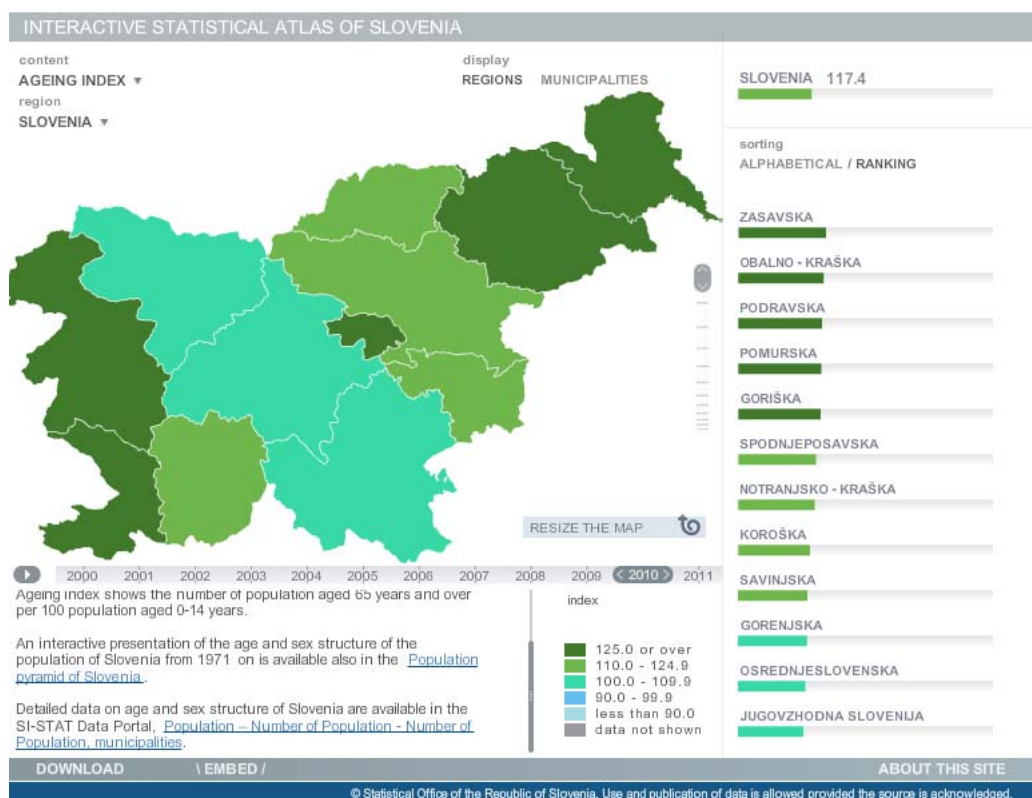 INTERACTIVE STATISTICAL ATLAS OF SLOVENIA
content
AGEING INDEX ▼
region
SLOVENIA ▼
display
REGIONS MUNICIPALITIES
SLOVENIA 117.4
sorting
ALPHABETICAL / RANKING
ZASAVSKA
OBALNO - KRAŠKA
PODRAVSKA
POMURSKA
GORIŠKA
SPODNJEPOSAVSKA
NOTRANJSKO - KRAŠKA
KOROŠKA
SAVINJSKA
GORENJSKA
OSREDNJESLOVENSKA
JUGOVZHODNA SLOVENIJA
RESIZE THE MAP
2000 2001 2002 2003 2004 2005 2006 2007 2008 2009 < 2010 > 2011
Ageing index shows the number of population aged 65 years and over
per 100 population aged 0-14 years.
An interactive presentation of the age and sex structure of the
population of Slovenia from 1971 on is available also in the Population
pyramid of Slovenia.
Detailed data on age and sex structure of Slovenia are available in the
SI-STAT Data Portal, Population – Number of Population - Number of
Population, municipalities.
index
125.0 or over
110.0 - 124.9
100.0 - 109.9
90.0 - 99.9
less than 90.0
data not shown
DOWNLOAD \ EMBED / ABOUT THIS SITE
© Statistical Office of the Republic of Slovenia. Use and publication of data is allowed provided the source is acknowledged.